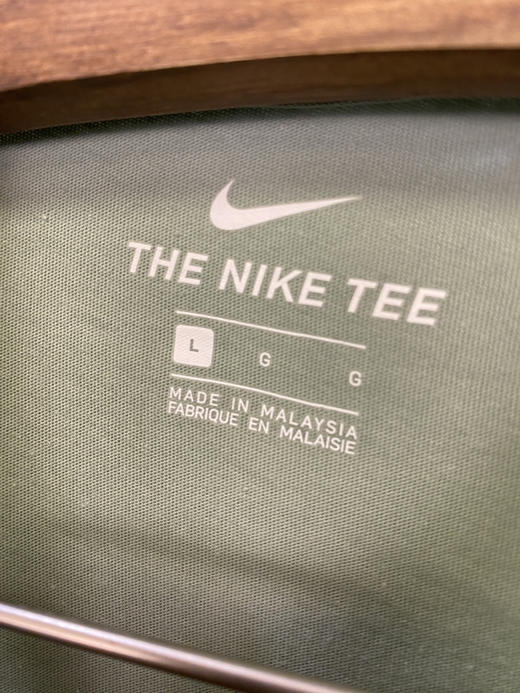 THE NIKE TEE
L G G
MADE IN MALAYSIA
FABRIQUE EN MALAISIE